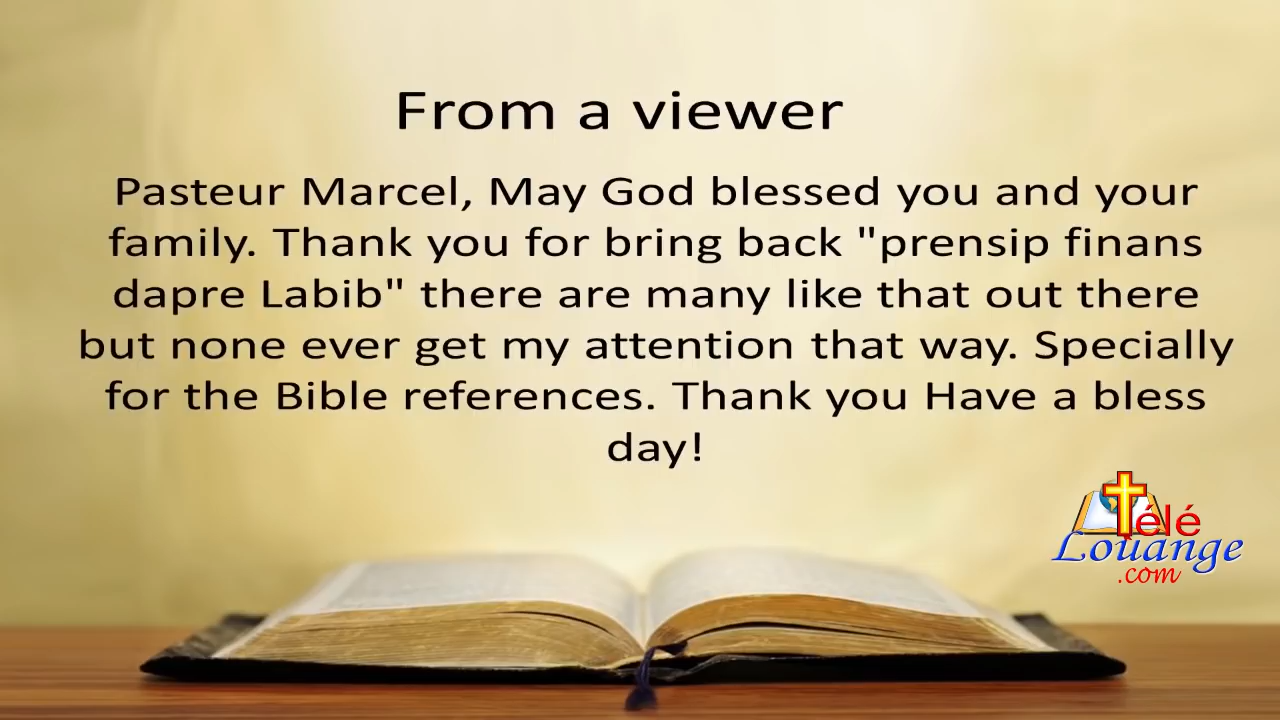 From a viewer
Pasteur Marcel, May God blessed you and your
family. Thank you for bring back "prensip finans
dapre Labib" there are many like that out there
but none ever get my attention that way. Specially
for the Bible references. Thank you Have a bless
day!
Télé
Louange
.com